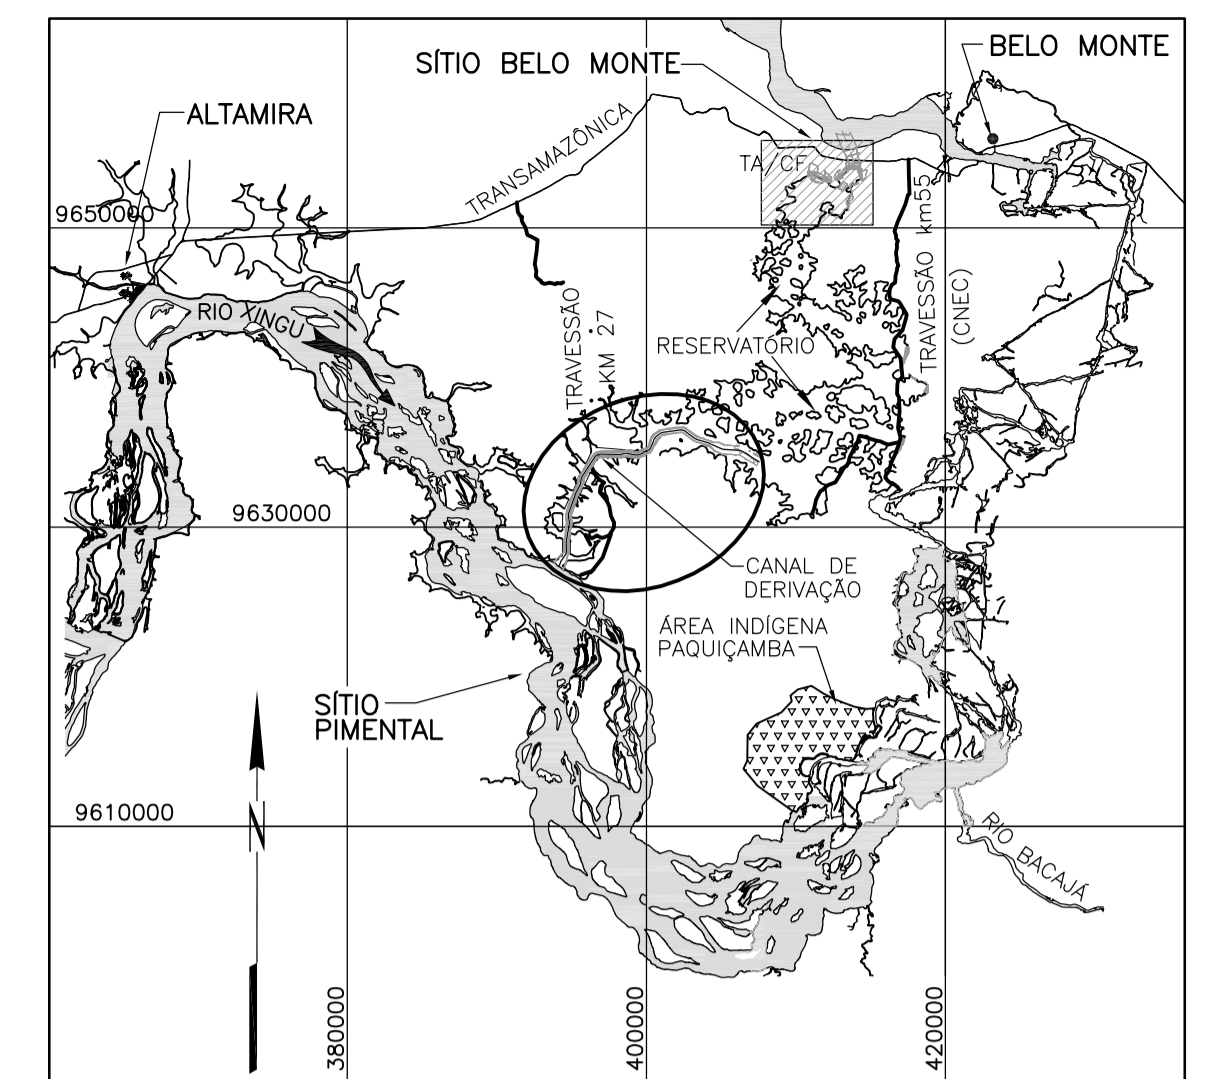 BELO MONTE
SÍTIO BELO MONTE
ALTAMIRA
TRANSAMAZÔNICA
TA/CF
9650000
TRAVESSÃO km55
(CNEC)
RIO XINGU
TRAVESSÃO
KM 27
RESERVATÓRIO
9630000
CANAL DE
DERIVAÇÃO
ÁREA INDÍGENA
PAQUIÇAMBA
SÍTIO
PIMENTAL
9610000
N
RIO BACAJÁ
380000
400000
420000